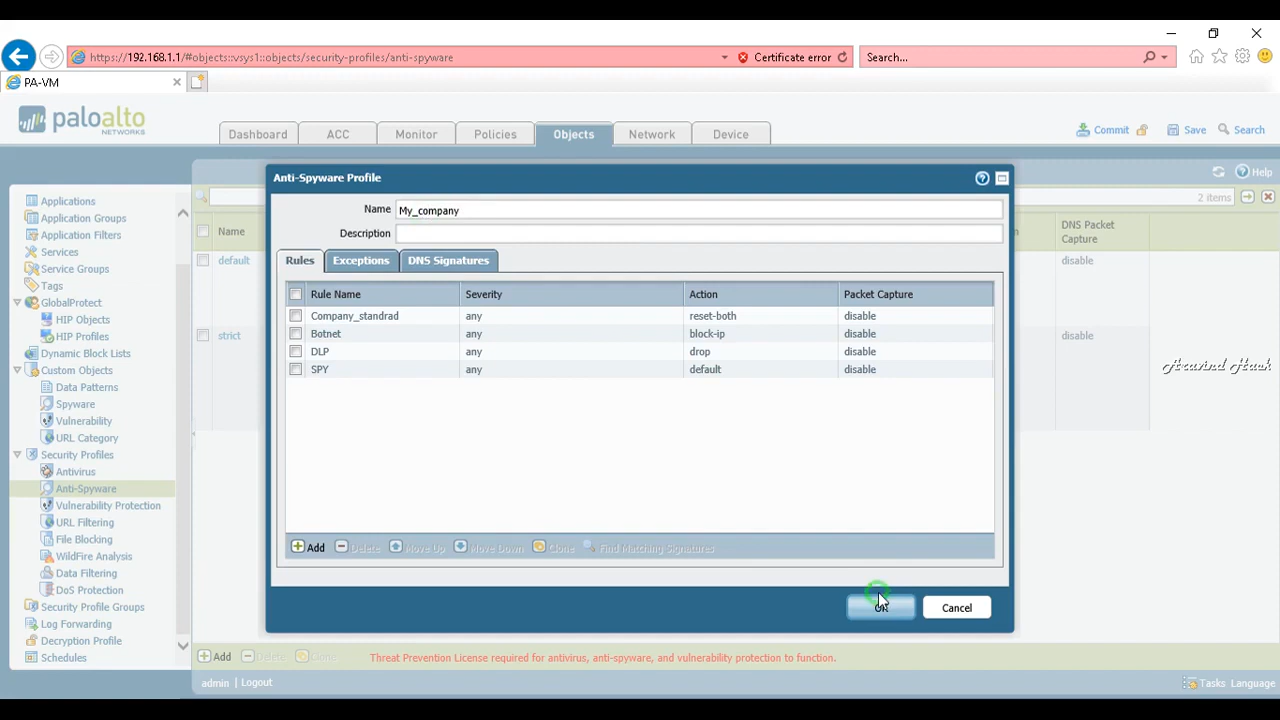 https://192.168.1.1/#objects::vsys1::objects/security-profiles/anti-spyware
Certificate error
Search...
PA-VM
paloalto
NETWORKS
Dashboard
ACC
Monitor
Policies
Objects
Network
Device
Commit
Save
Search
Help
2 items
Applications
Application Groups
Application Filters
Services
Service Groups
Tags
GlobalProtect
HIP Objects
HIP Profiles
Dynamic Block Lists
Custom Objects
Data Patterns
Spyware
Vulnerability
URL Category
Security Profiles
Antivirus
Anti-Spyware
Vulnerability Protection
URL Filtering
File Blocking
WildFire Analysis
Data Filtering
DoS Protection
Security Profile Groups
Log Forwarding
Decryption Profile
Schedules
Name
default
strict
DNS Packet
Capture
disable
disable
Anti-Spyware Profile
Name My_company
Description
Rules Exceptions DNS Signatures
Rule Name Severity Action Packet Capture
Company_standrad any reset-both disable
Botnet any block-ip disable
DLP any drop disable
SPY any default disable
Add Delete Move Up Move Down Clone Find Matching Signatures
OK Cancel
Aravind Hack
Add Delete Clone Threat Prevention License required for antivirus, anti-spyware, and vulnerability protection to function.
admin | Logout
Tasks Language